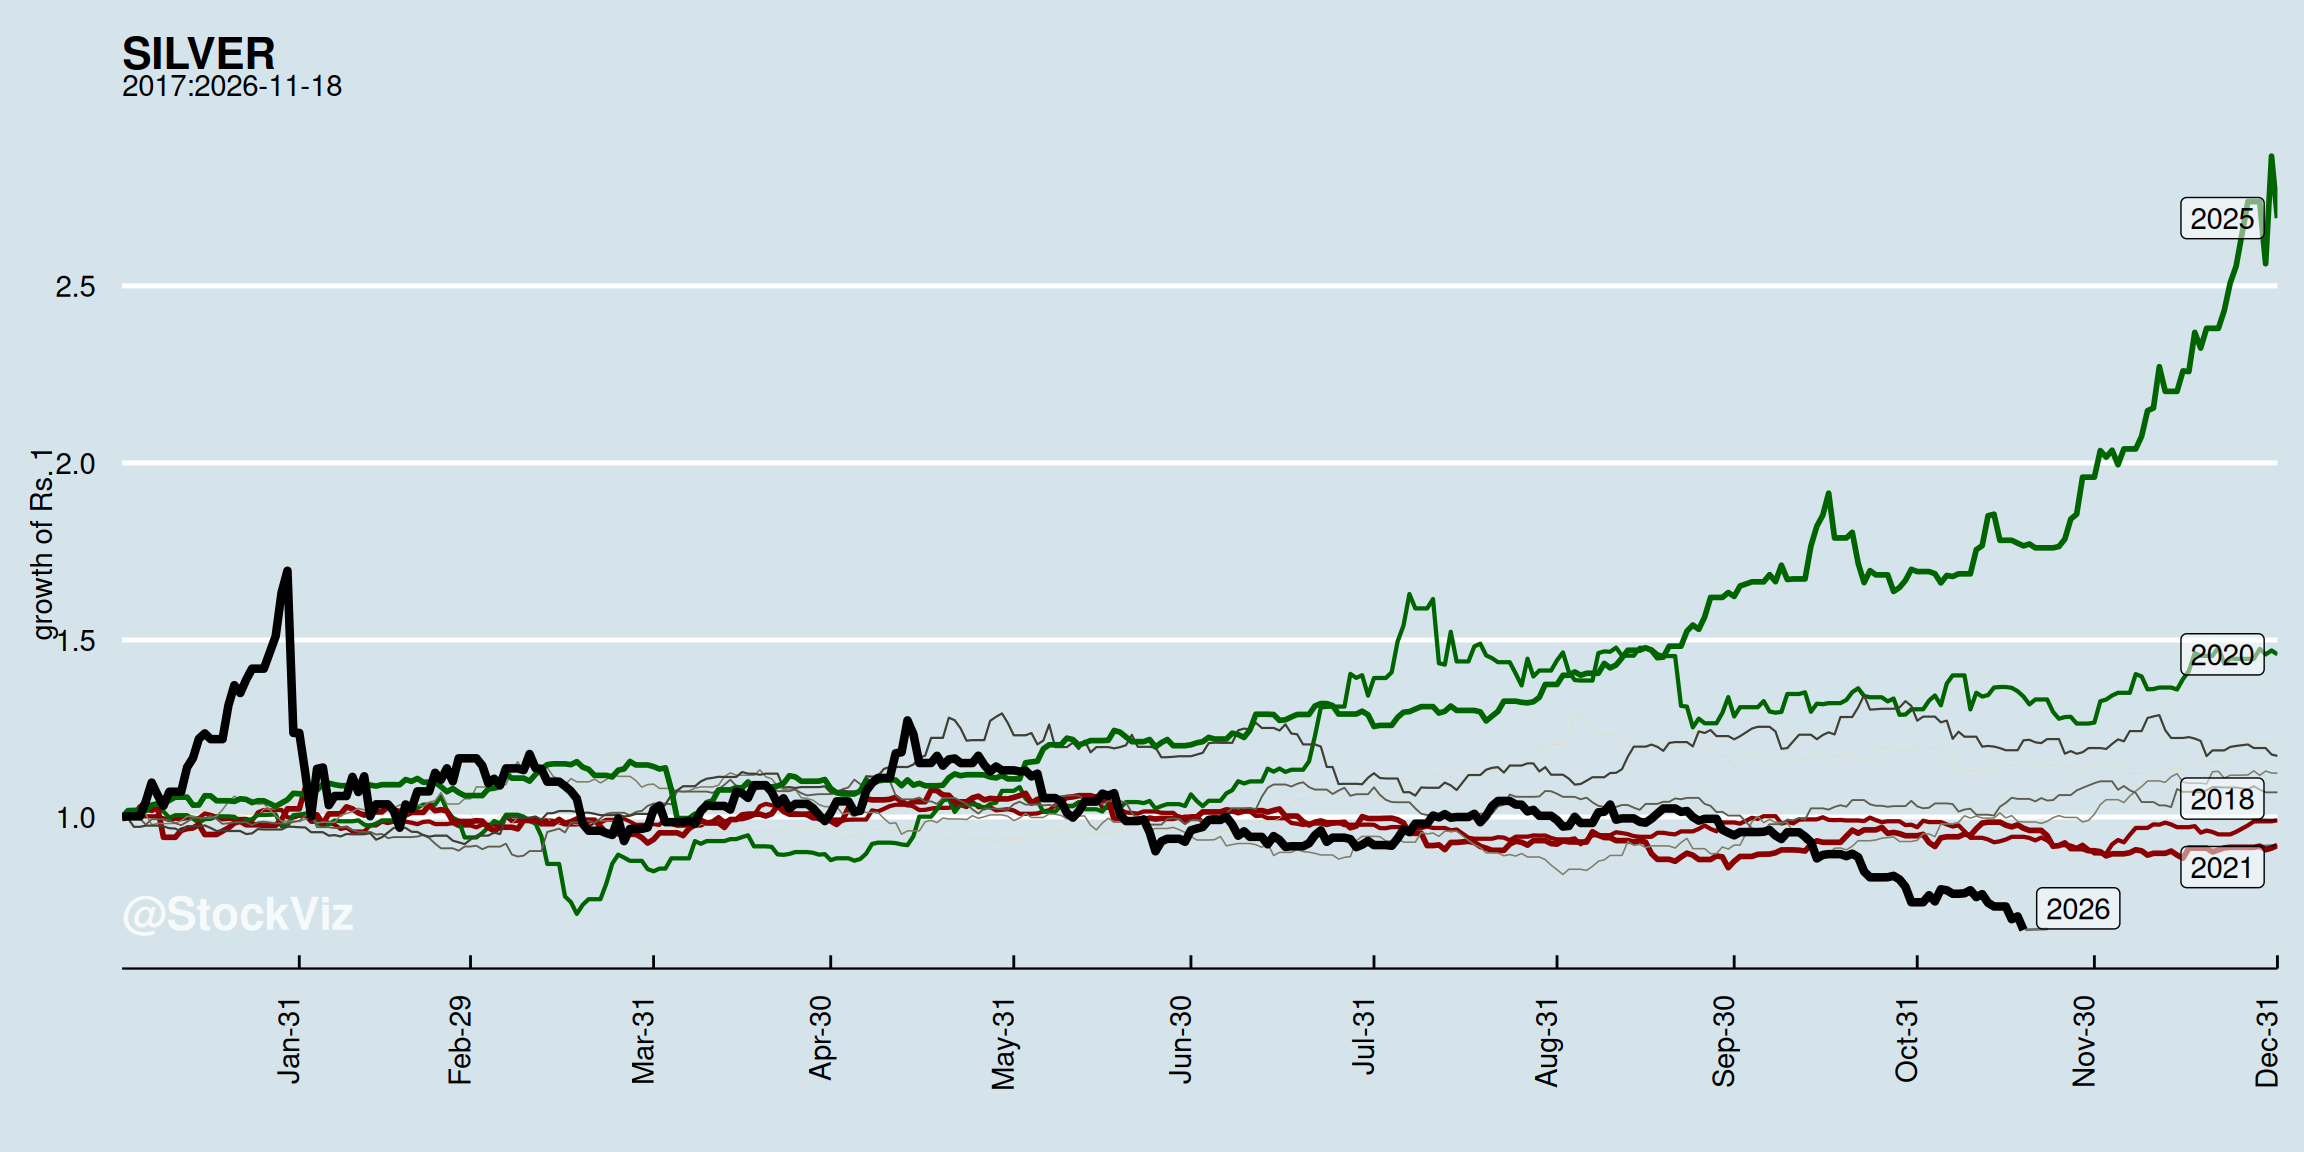 SILVER
2017:2026-11-18
growth of Rs. 1
2.5
2.0
1.5
1.0
2025
2020
2018
2021
2026
@StockViz
Jan-31
Feb-29
Mar-31
Apr-30
May-31
Jun-30
Jul-31
Aug-31
Sep-30
Oct-31
Nov-30
Dec-31